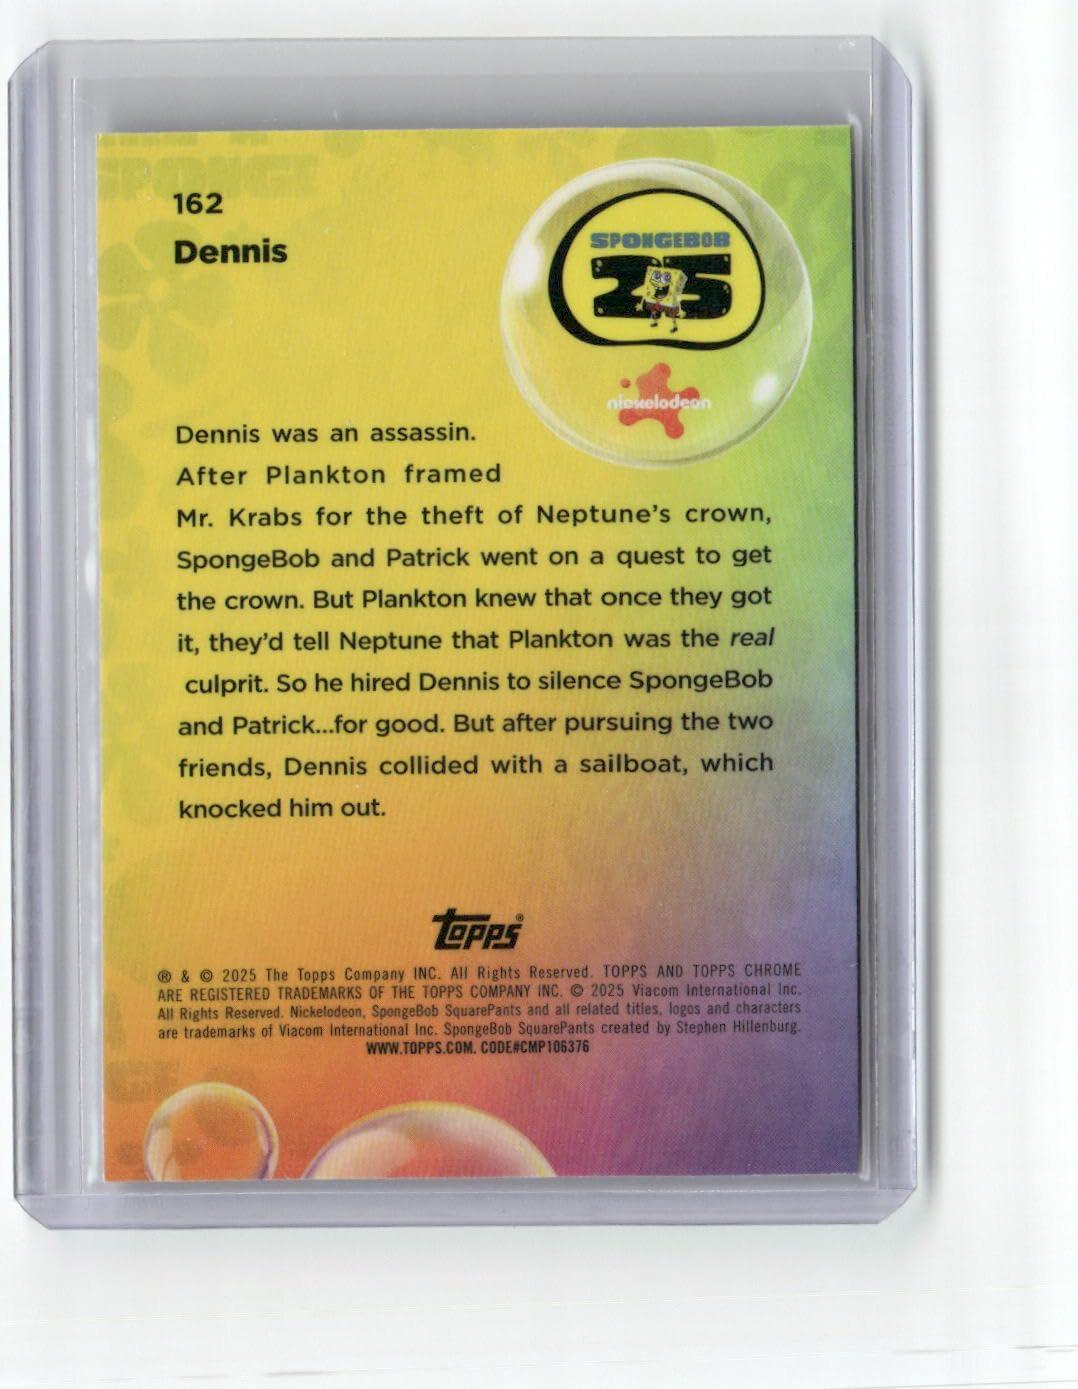 162
Dennis
SPONGEBOB
25
nickelodeon
Dennis was an assassin.
After Plankton framed
Mr. Krabs for the theft of Neptune's crown,
SpongeBob and Patrick went on a quest to get
the crown. But Plankton knew that once they got
it, they'd tell Neptune that Plankton was the real
culprit. So he hired Dennis to silence SpongeBob
and Patrick...for good. But after pursuing the two
friends, Dennis collided with a sailboat, which
knocked him out.
Topps®
® & © 2025 The Topps Company INC. All Rights Reserved. TOPPS AND TOPPS CHROME
ARE REGISTERED TRADEMARKS OF THE TOPPS COMPANY INC. © 2025 Viacom International Inc.
All Rights Reserved. Nickelodeon, SpongeBob SquarePants and all related titles, logos and characters
are trademarks of Viacom International Inc. SpongeBob SquarePants created by Stephen Hillenburg.
WWW.TOPPS.COM. CODE#CMP106376